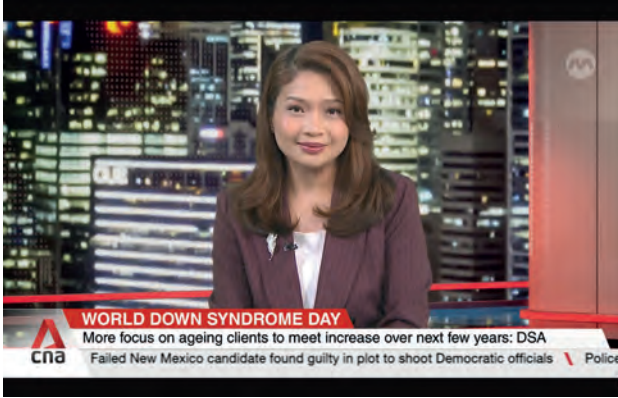 WORLD DOWN SYNDROME DAY
More focus on ageing clients to meet increase over next few years: DSA
cna
Failed New Mexico candidate found guilty in plot to shoot Democratic officials \ Police